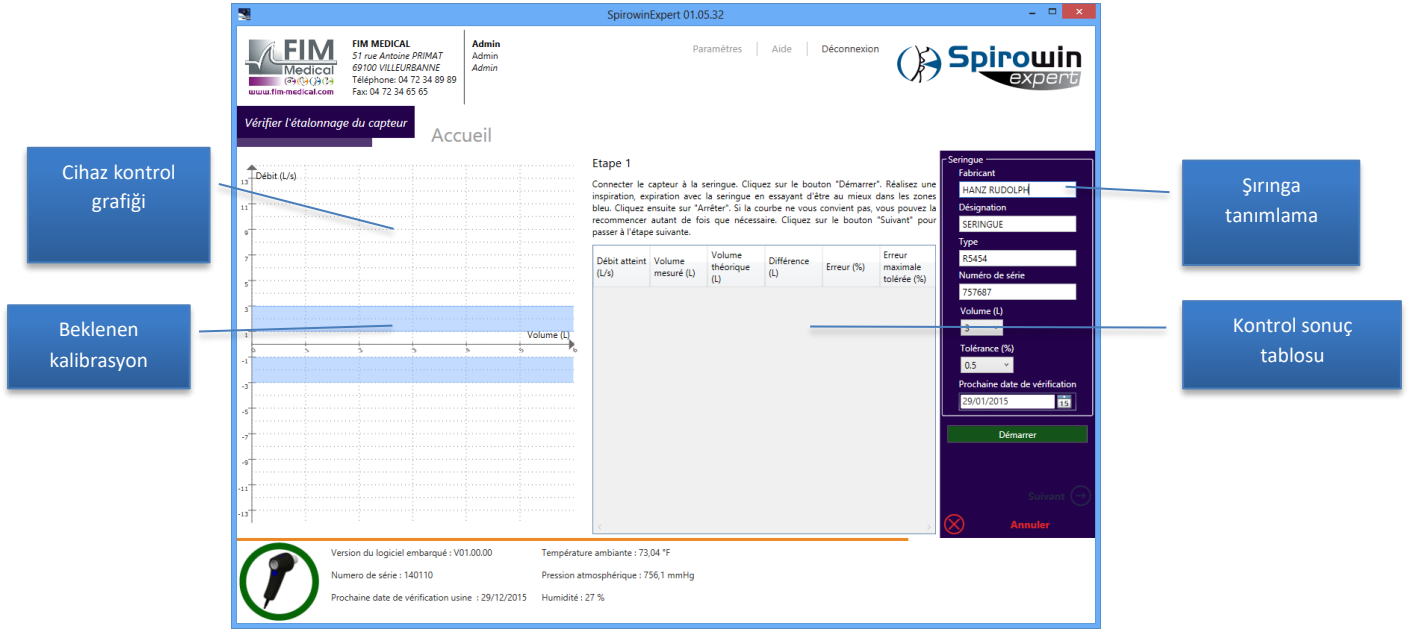 SpirowinExpert 01.05.32
FIM
Medical
www.fim-medical.com
FIM MEDICAL
51 rue Antoine PRIMAT
69100 VILLEURBANNE
Téléphone: 04 72 34 89 89
Fax: 04 72 34 65 65
Admin
Admin
Admin
Paramètres
Aide
Déconnexion
Spirowin
expert
Vérifier l'étalonnage du capteur
Accueil
Cihaz kontrol
grafiği
Beklenen
kalibrasyon
Débit (L/s)
13
11
9
7
5
3
1
-1
-3
-5
-7
-9
-11
-13
Volume (L)
0 1 2 3 4 5 6
Etape 1
Connecter le capteur à la seringue. Cliquez sur le bouton "Démarrer". Réalisez une
inspiration, expiration avec la seringue en essayant d'être au mieux dans les zones
bleu. Cliquez ensuite sur "Arrêter". Si la courbe ne vous convient pas, vous pouvez la
recommencer autant de fois que nécessaire. Cliquez sur le bouton "Suivant" pour
passer à l'étape suivante.
Débit atteint
(L/s)
Volume
mesuré (L)
Volume
théorique
(L)
Différence
(L)
Erreur (%)
Erreur
maximale
tolérée (%)
Seringue
Fabricant
HANZ RUDOLPH
Désignation
SERINGUE
Type
R5454
Numéro de série
757687
Volume (L)
3
Tolérance (%)
0.5
Prochaine date de vérification
29/01/2015
15
Démarrer
Suivant
Annuler
Şırınga
tanımlama
Kontrol sonuç
tablosu
Version du logiciel embarqué : V01.00.00
Numero de série : 140110
Prochaine date de vérification usine : 29/12/2015
Température ambiante : 73,04 °F
Pression atmosphérique : 756,1 mmHg
Humidité : 27 %